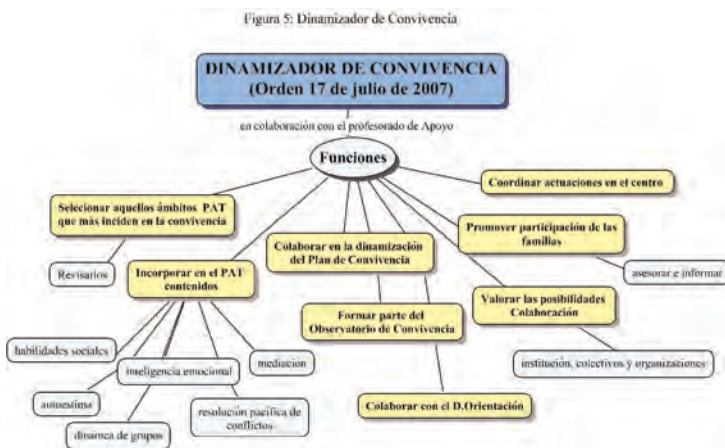 Figura 5: Dinamizador de Convivencia
DINAMIZADOR DE CONVIVENCIA
(Orden 17 de julio de 2007)
en colaboración con el profesorado de Apoyo
Funciones
Coordinar actuaciones en el centro
Seleccionar aquellos ámbitos PAT
que más inciden en la convivencia
Promover participación de las
familias
Colaborar en la dinamización
del Plan de Convivencia
Revisarlos
Incorporar en el PAT
contenidos
asesorar e informar
Valorar las posibilidades
Colaboración
Formar parte del
Observatorio de Convivencia
habilidades sociales
mediación
inteligencia emocional
institución, colectivos y organizaciones
autoestima
resolución pacífica de
conflictos
Colaborar con el D.Orientación
dinamica de grupos